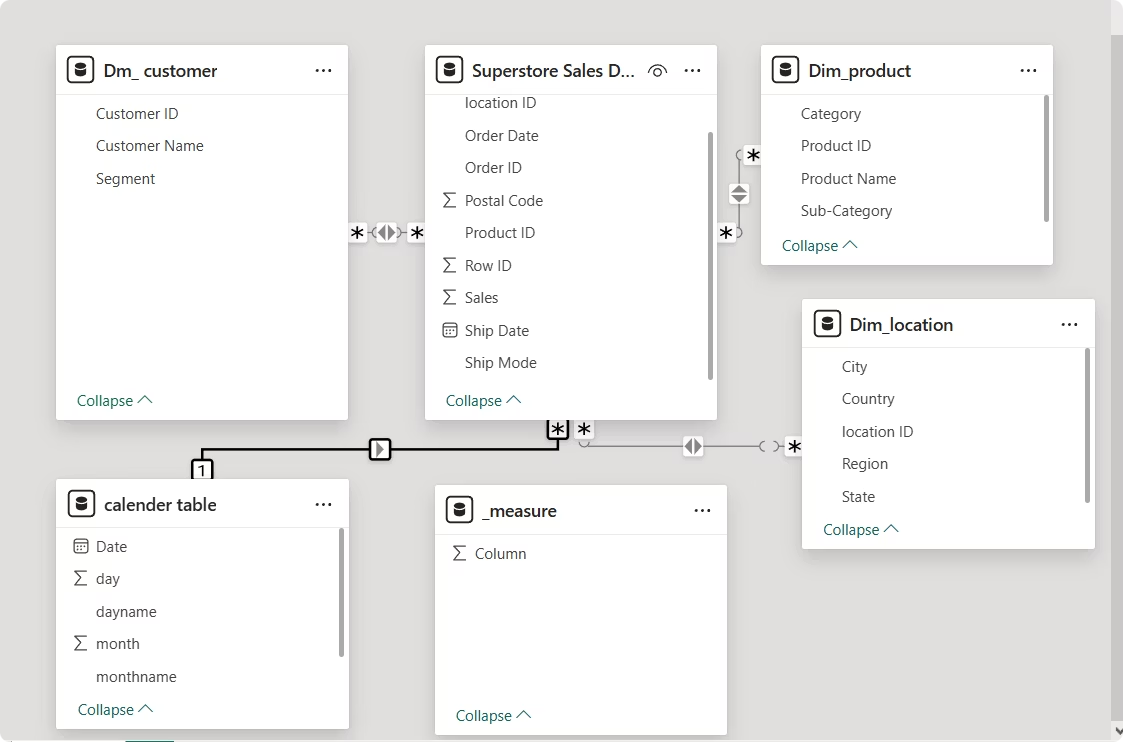 Dm_ customer
Customer ID
Customer Name
Segment
Collapse
Superstore Sales D...
location ID
Order Date
Order ID
Postal Code
Product ID
Row ID
Sales
Ship Date
Ship Mode
Collapse
Dim_product
Category
Product ID
Product Name
Sub-Category
Collapse
Dim_location
City
Country
location ID
Region
State
Collapse
1
calender table
Date
day
dayname
month
monthname
Collapse
_measure
Column
Collapse